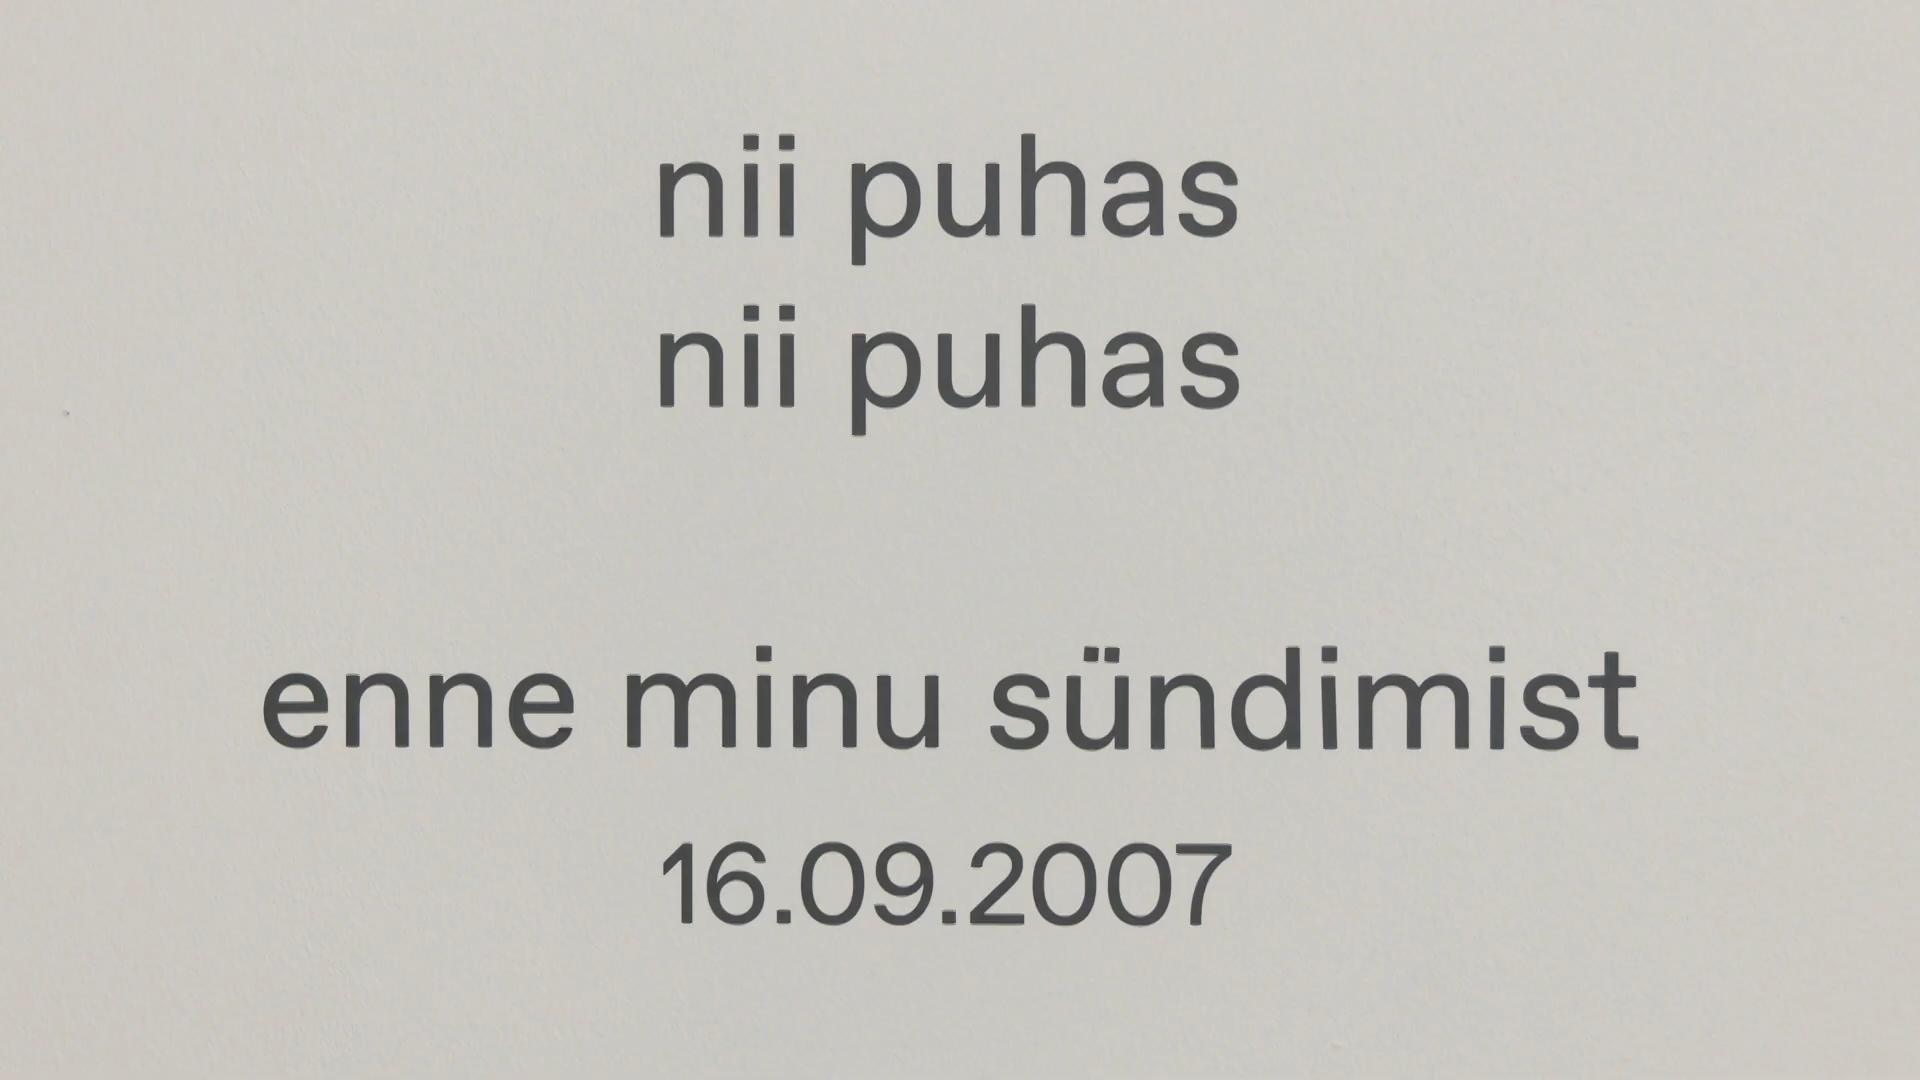 nii puhas
nii puhas
enne minu sündimist
16.09.2007